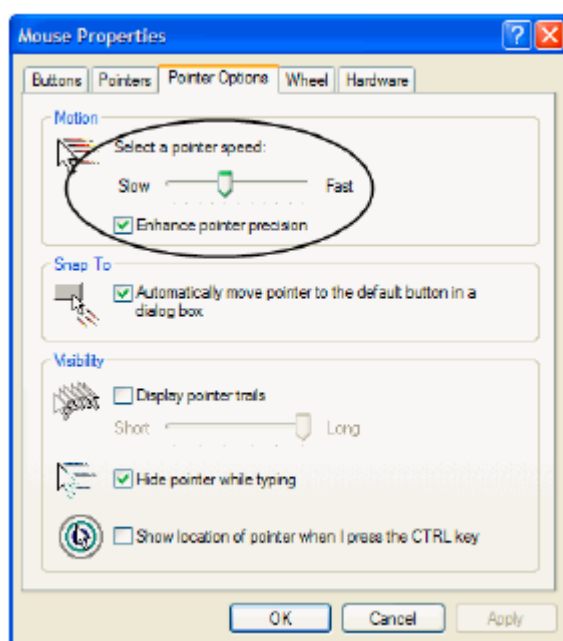 Mouse Properties
Buttons Pointers Pointer Options Wheel Hardware
Motion
Select a pointer speed:
Slow Fast
Enhance pointer precision
Snap To
Automatically move pointer to the default button in a
dialog box
Visibility
Display pointer trails
Short Long
Hide pointer while typing
Show location of pointer when I press the CTRL key
OK Cancel Apply